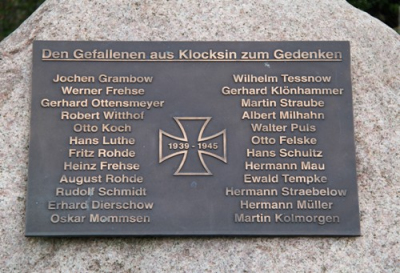 Den Gefallenen aus Klocksin zum Gedenken
Jochen Grambow
Werner Frehse
Gerhard Ottensmeyer
Robert Witthof
Otto Koch
Hans Luthe
Fritz Rohde
Heinz Frehse
August Rohde
Rudolf Schmidt
Erhard Dierschow
Oskar Mommsen
1939 - 1945
Wilhelm Tessnow
Gerhard Klönhammer
Martin Straube
Albert Milhahn
Walter Puls
Otto Felske
Hans Schultz
Hermann Mau
Ewald Tempke
Hermann Straebelow
Hermann Müller
Martin Kolmorgen